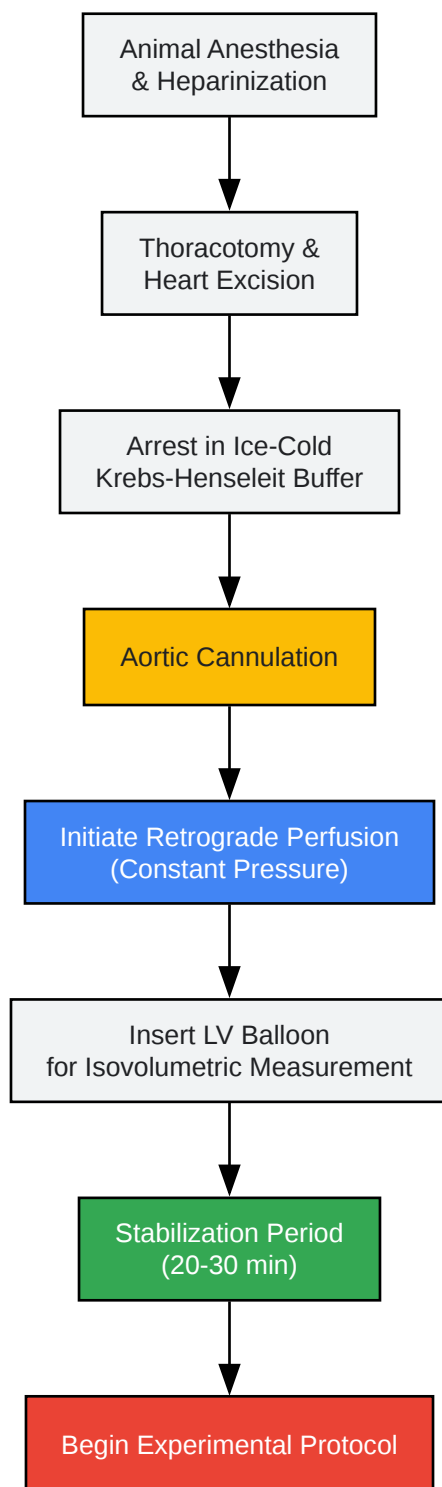 Animal Anesthesia
& Heparinization
Thoracotomy &
Heart Excision
Arrest in Ice-Cold
Krebs-Henseleit Buffer
Aortic Cannulation
Initiate Retrograde Perfusion
(Constant Pressure)
Insert LV Balloon
for Isovolumetric Measurement
Stabilization Period
(20-30 min)
Begin Experimental Protocol